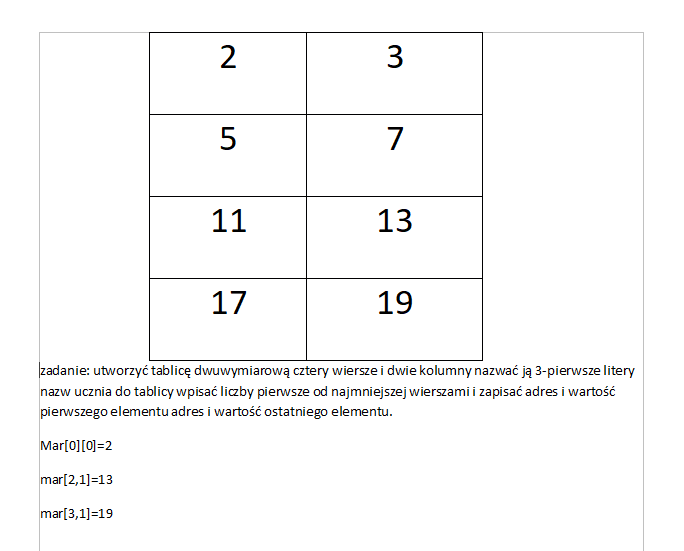 2 3
5 7
11 13
17 19
zadanie: utworzyć tablicę dwuwymiarową cztery wiersze i dwie kolumny nazwać ją 3-pierwsze litery
nazw ucznia do tablicy wpisać liczby pierwsze od najmniejszej wierszami i zapisać adres i wartość
pierwszego elementu adres i wartość ostatniego elementu.
Mar[0][0]=2
mar[2,1]=13
mar[3,1]=19